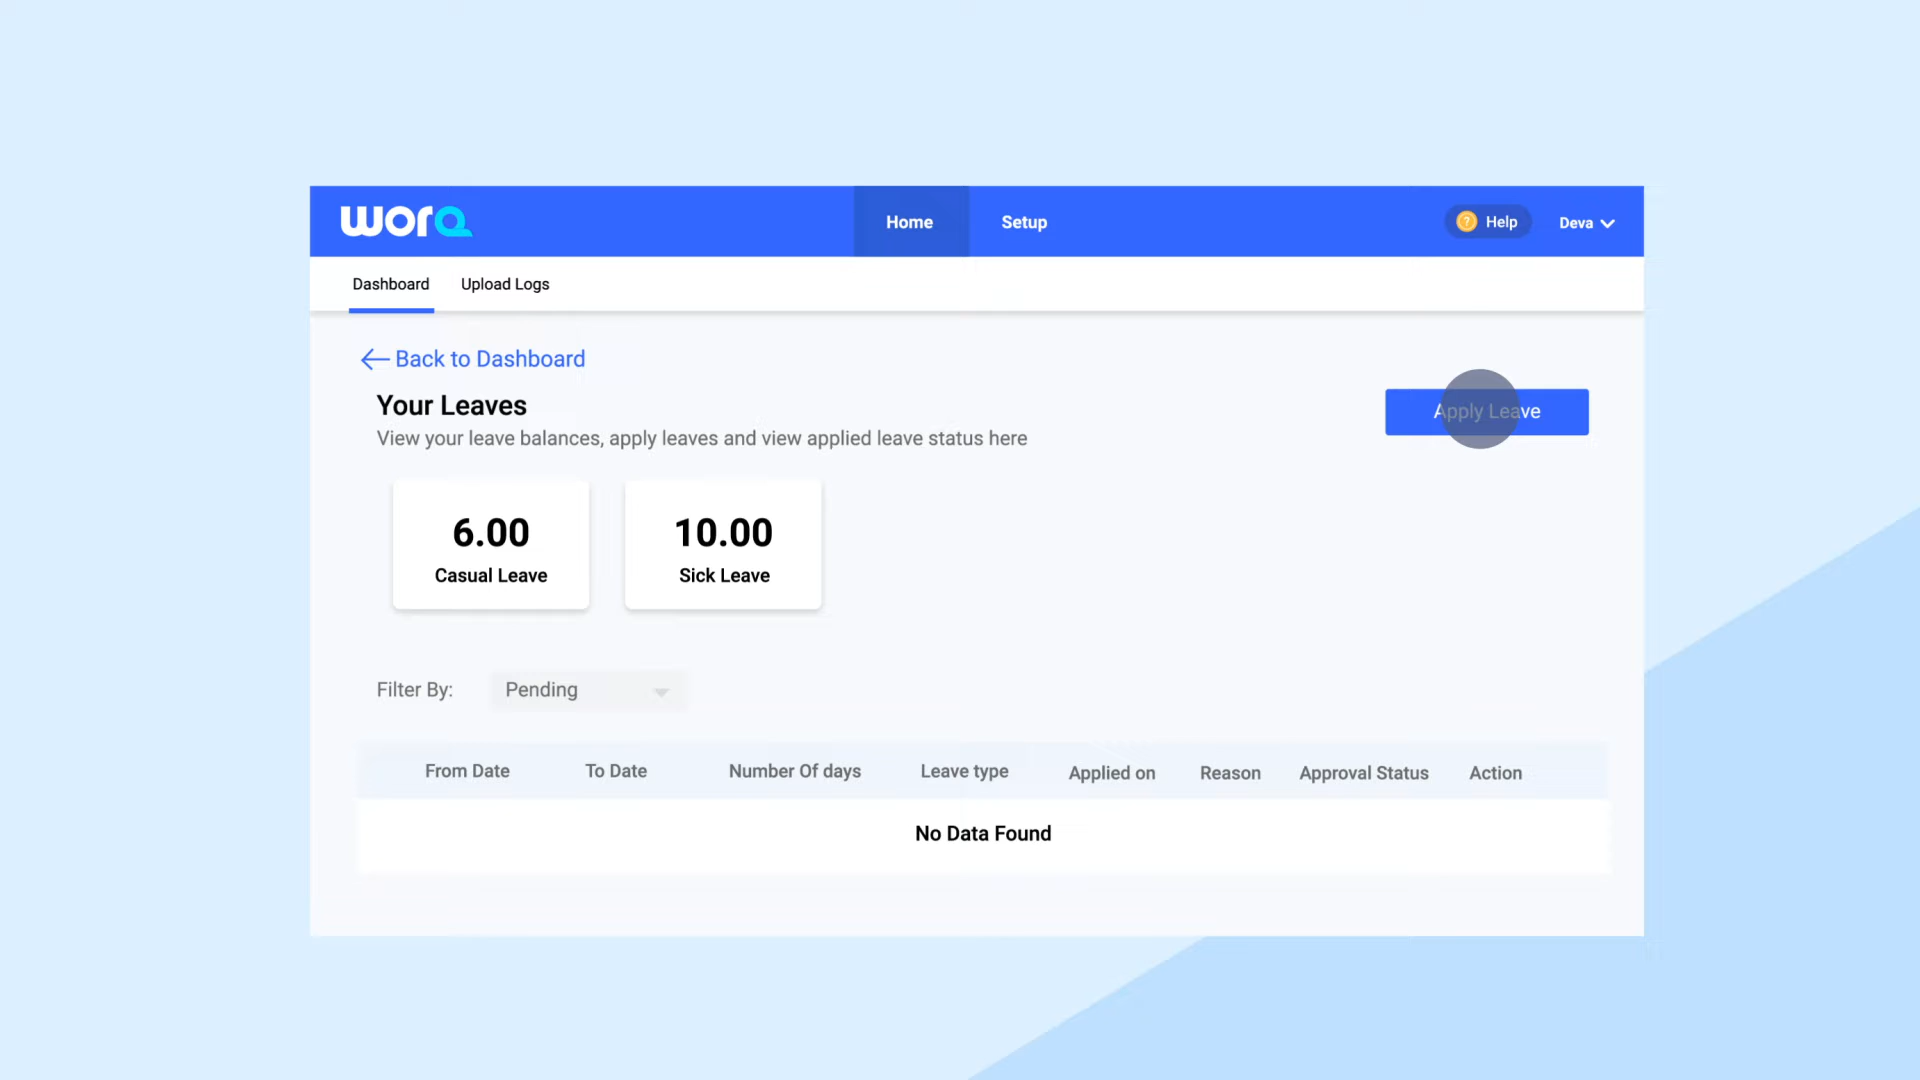 worq
Home
Setup
? Help
Deva
Dashboard
Upload Logs
Back to Dashboard
Your Leaves
View your leave balances, apply leaves and view applied leave status here
Apply Leave
6.00
Casual Leave
10.00
Sick Leave
Filter By:
Pending
From Date
To Date
Number Of days
Leave type
Applied on
Reason
Approval Status
Action
No Data Found